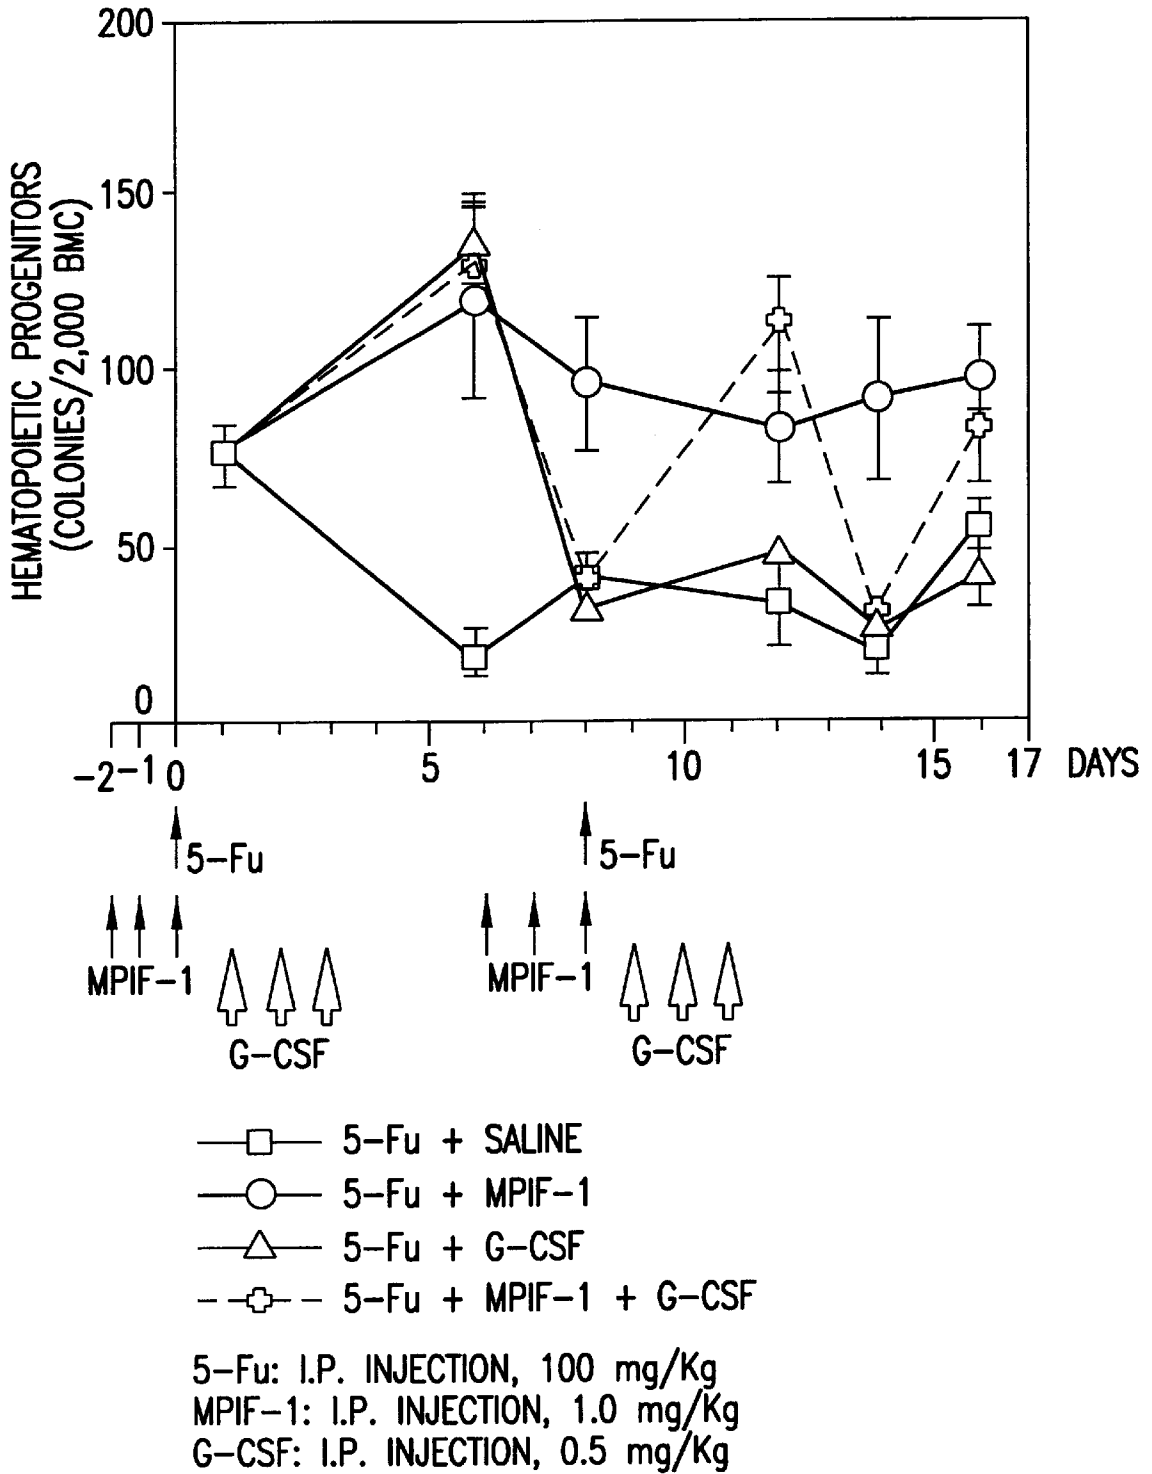 200
150
100
50
0
HEMATOPOIETIC PROGENITORS
(COLONIES/2,000 BMC)
-2 -1 0 5 10 15 17 DAYS
5-Fu 5-Fu
MPIF-1 MPIF-1
G-CSF G-CSF
5-Fu + SALINE
5-Fu + MPIF-1
5-Fu + G-CSF
5-Fu + MPIF-1 + G-CSF
5-Fu: I.P. INJECTION, 100 mg/Kg
MPIF-1: I.P. INJECTION, 1.0 mg/Kg
G-CSF: I.P. INJECTION, 0.5 mg/Kg